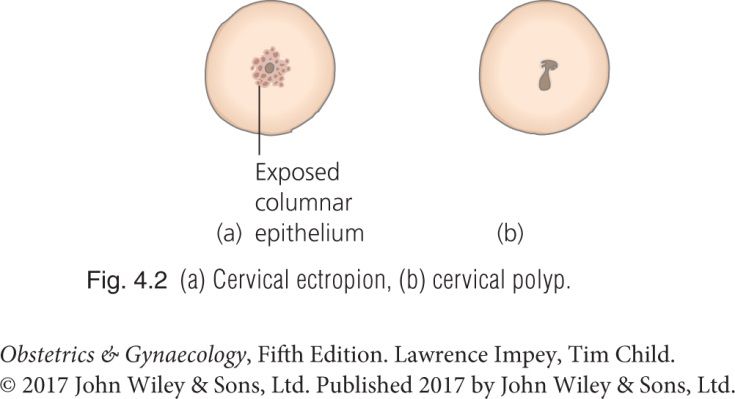 Exposed
columnar
(a) epithelium
(b)
Fig. 4.2 (a) Cervical ectropion, (b) cervical polyp.
Obstetrics & Gynaecology, Fifth Edition. Lawrence Impey, Tim Child.
© 2017 John Wiley & Sons, Ltd. Published 2017 by John Wiley & Sons, Ltd.